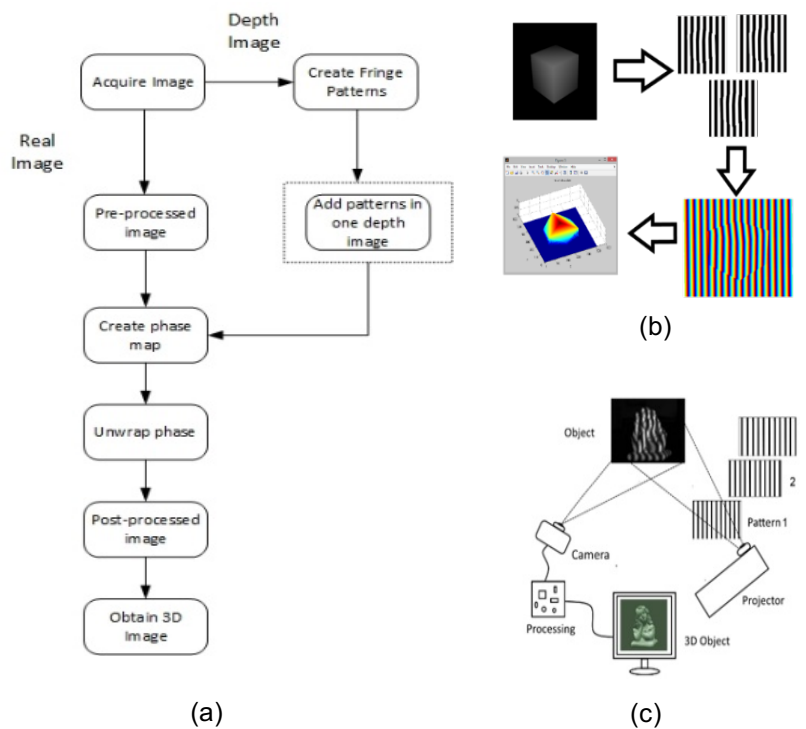 Depth
Image
Acquire Image
Create Fringe
Patterns
Real
Image
Pre-processed
image
Add patterns in
one depth
image
Create phase
map
Unwrap phase
Post-processed
image
Obtain 3D
Image
(a)
(b)
Object
2
Pattern 1
Camera
Projector
Processing
3D Object
(c)